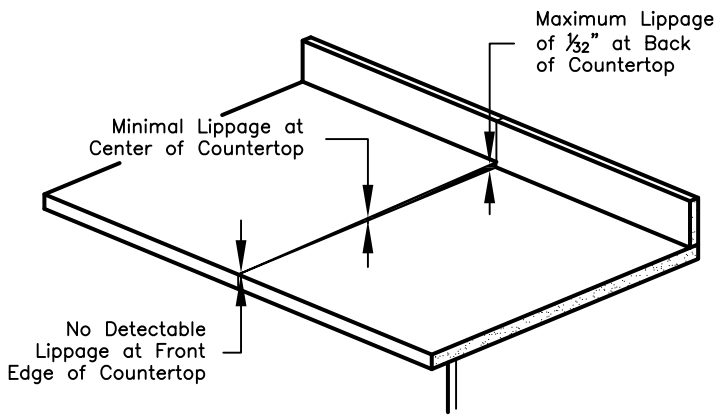 Maximum Lippage
of 1/32" at Back
of Countertop
Minimal Lippage at
Center of Countertop
No Detectable
Lippage at Front
Edge of Countertop